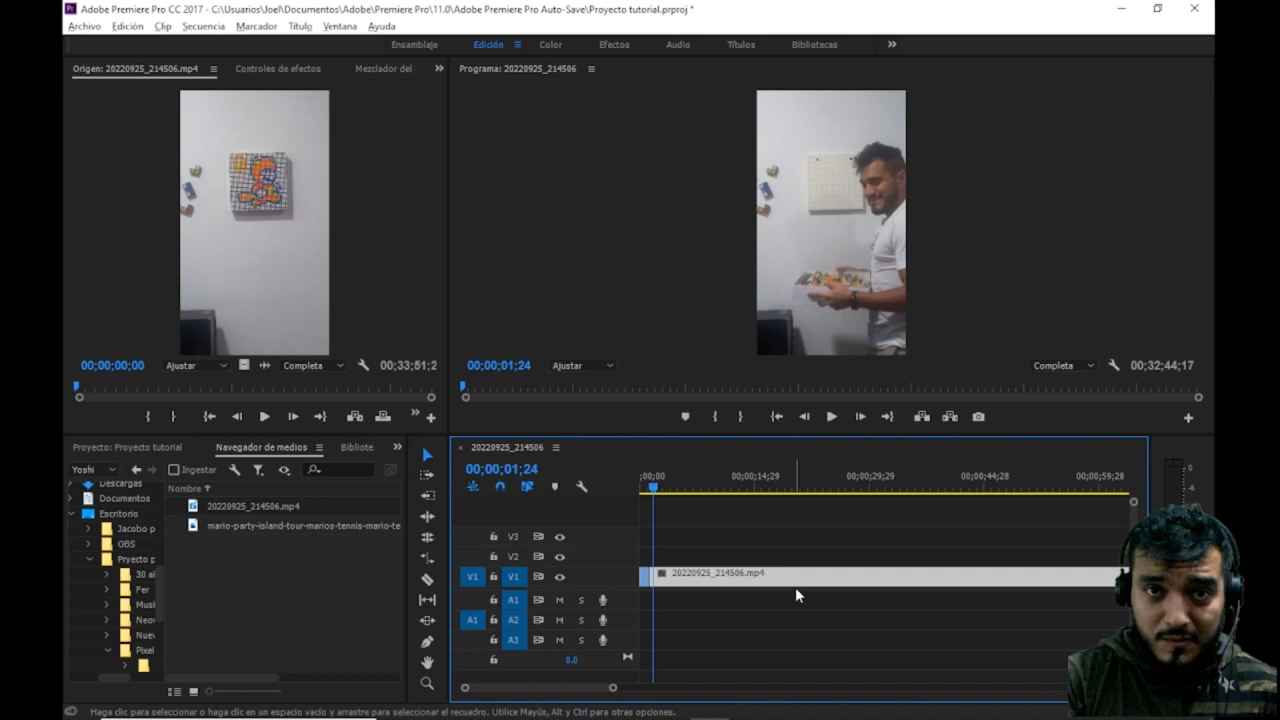 Adobe Premiere Pro CC 2017 - C:\Usuarios\Joel\Documentos\Adobe\Premiere Pro\11.0\Adobe Premiere Pro Auto-Save\Proyecto tutorial.prproj *
Archivo Edición Clip Secuencia Marcador Título Ventana Ayuda
Ensamblaje Edición Color Efectos Audio Títulos Bibliotecas
Origen: 20220925_214506.mp4 Controles de efectos Mezclador del
Programa: 20220925_214506
00;00;00;00 Ajustar Completa 00;33;51;2
00;00;01;24 Ajustar Completa 00;32;44;17
Proyecto: Proyecto tutorial Navegador de medios Bibliote
Yoshi Ingestar
Nombre
Descargas
Documentos
Escritorio
Jacobo p
OBS
Pryecto p
30 ai
Fer
Musi
Neo
Nuev
Pixel
20220925_214506.mp4
mario-party-island-tour-marios-tennis-mario-te
20220925_214506
00;00;01;24
;00;00 00;00;14;29 00;00;29;29 00;00;44;28 00;00;59;28
V3
V2
V1 V1 20220925_214506.mp4
A1 M S
A1 A2 M S
A3 M S
0.0
0
-6
Haga clic para seleccionar o haga clic en un espacio vacío y arrastre para seleccionar el recuadro. Utilice Mayús, Alt y Ctrl para otras opciones.